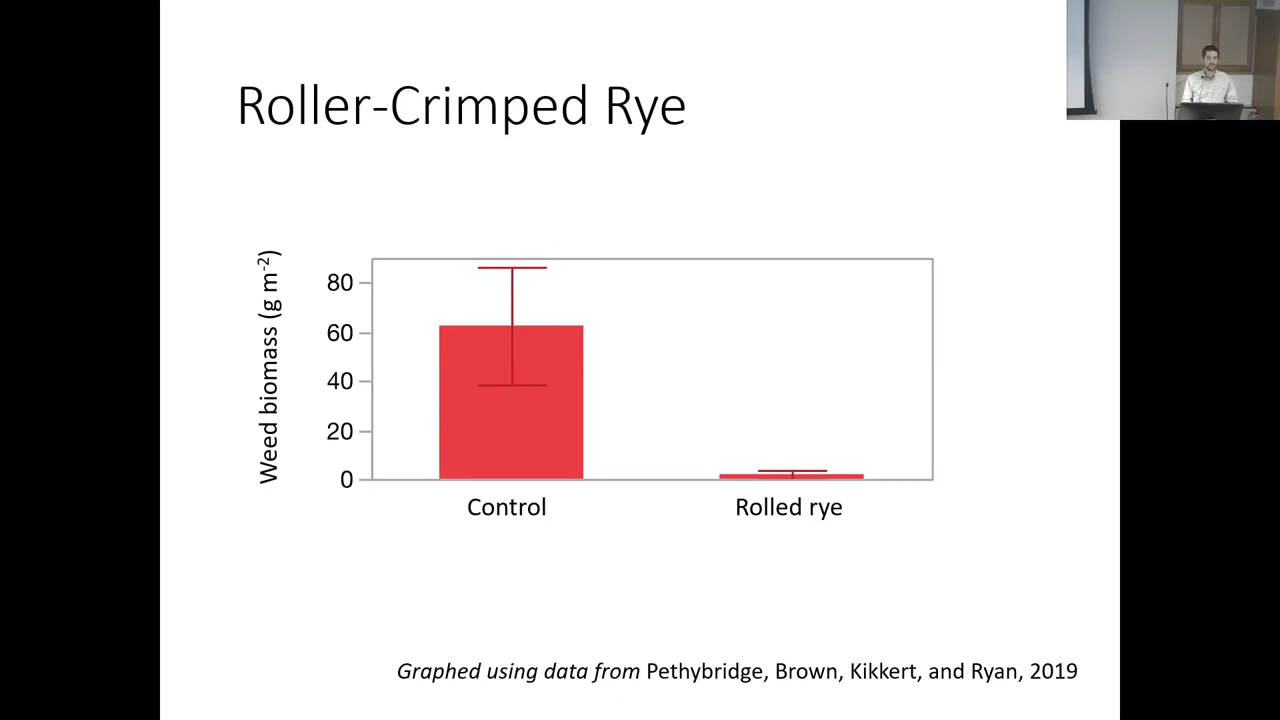 Roller-Crimped Rye
Weed biomass (g m⁻²)
80
60
40
20
0
Control
Rolled rye
Graphed using data from Pethybridge, Brown, Kikkert, and Ryan, 2019